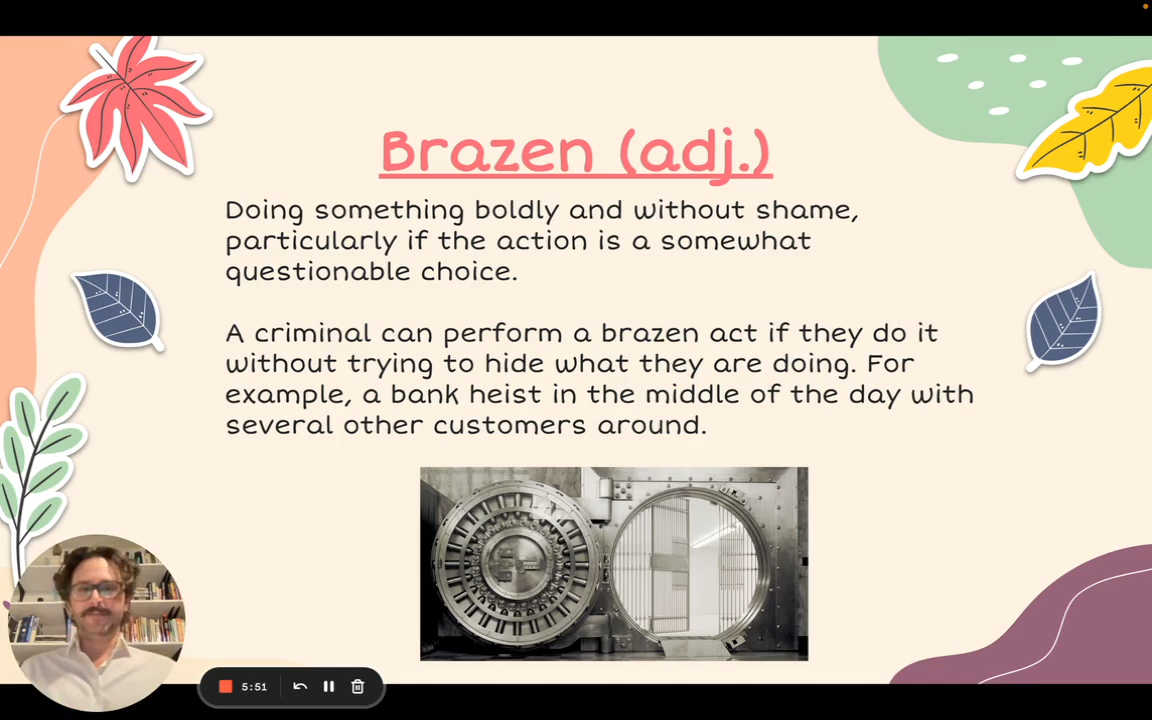 Brazen (adj.)
Doing something boldly and without shame,
particularly if the action is a somewhat
questionable choice.
A criminal can perform a brazen act if they do it
without trying to hide what they are doing. For
example, a bank heist in the middle of the day with
several other customers around.
5:51